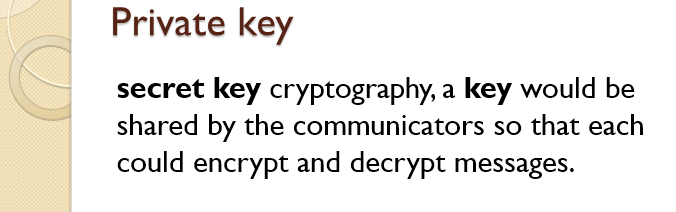 Private key
secret key cryptography, a key would be
shared by the communicators so that each
could encrypt and decrypt messages.